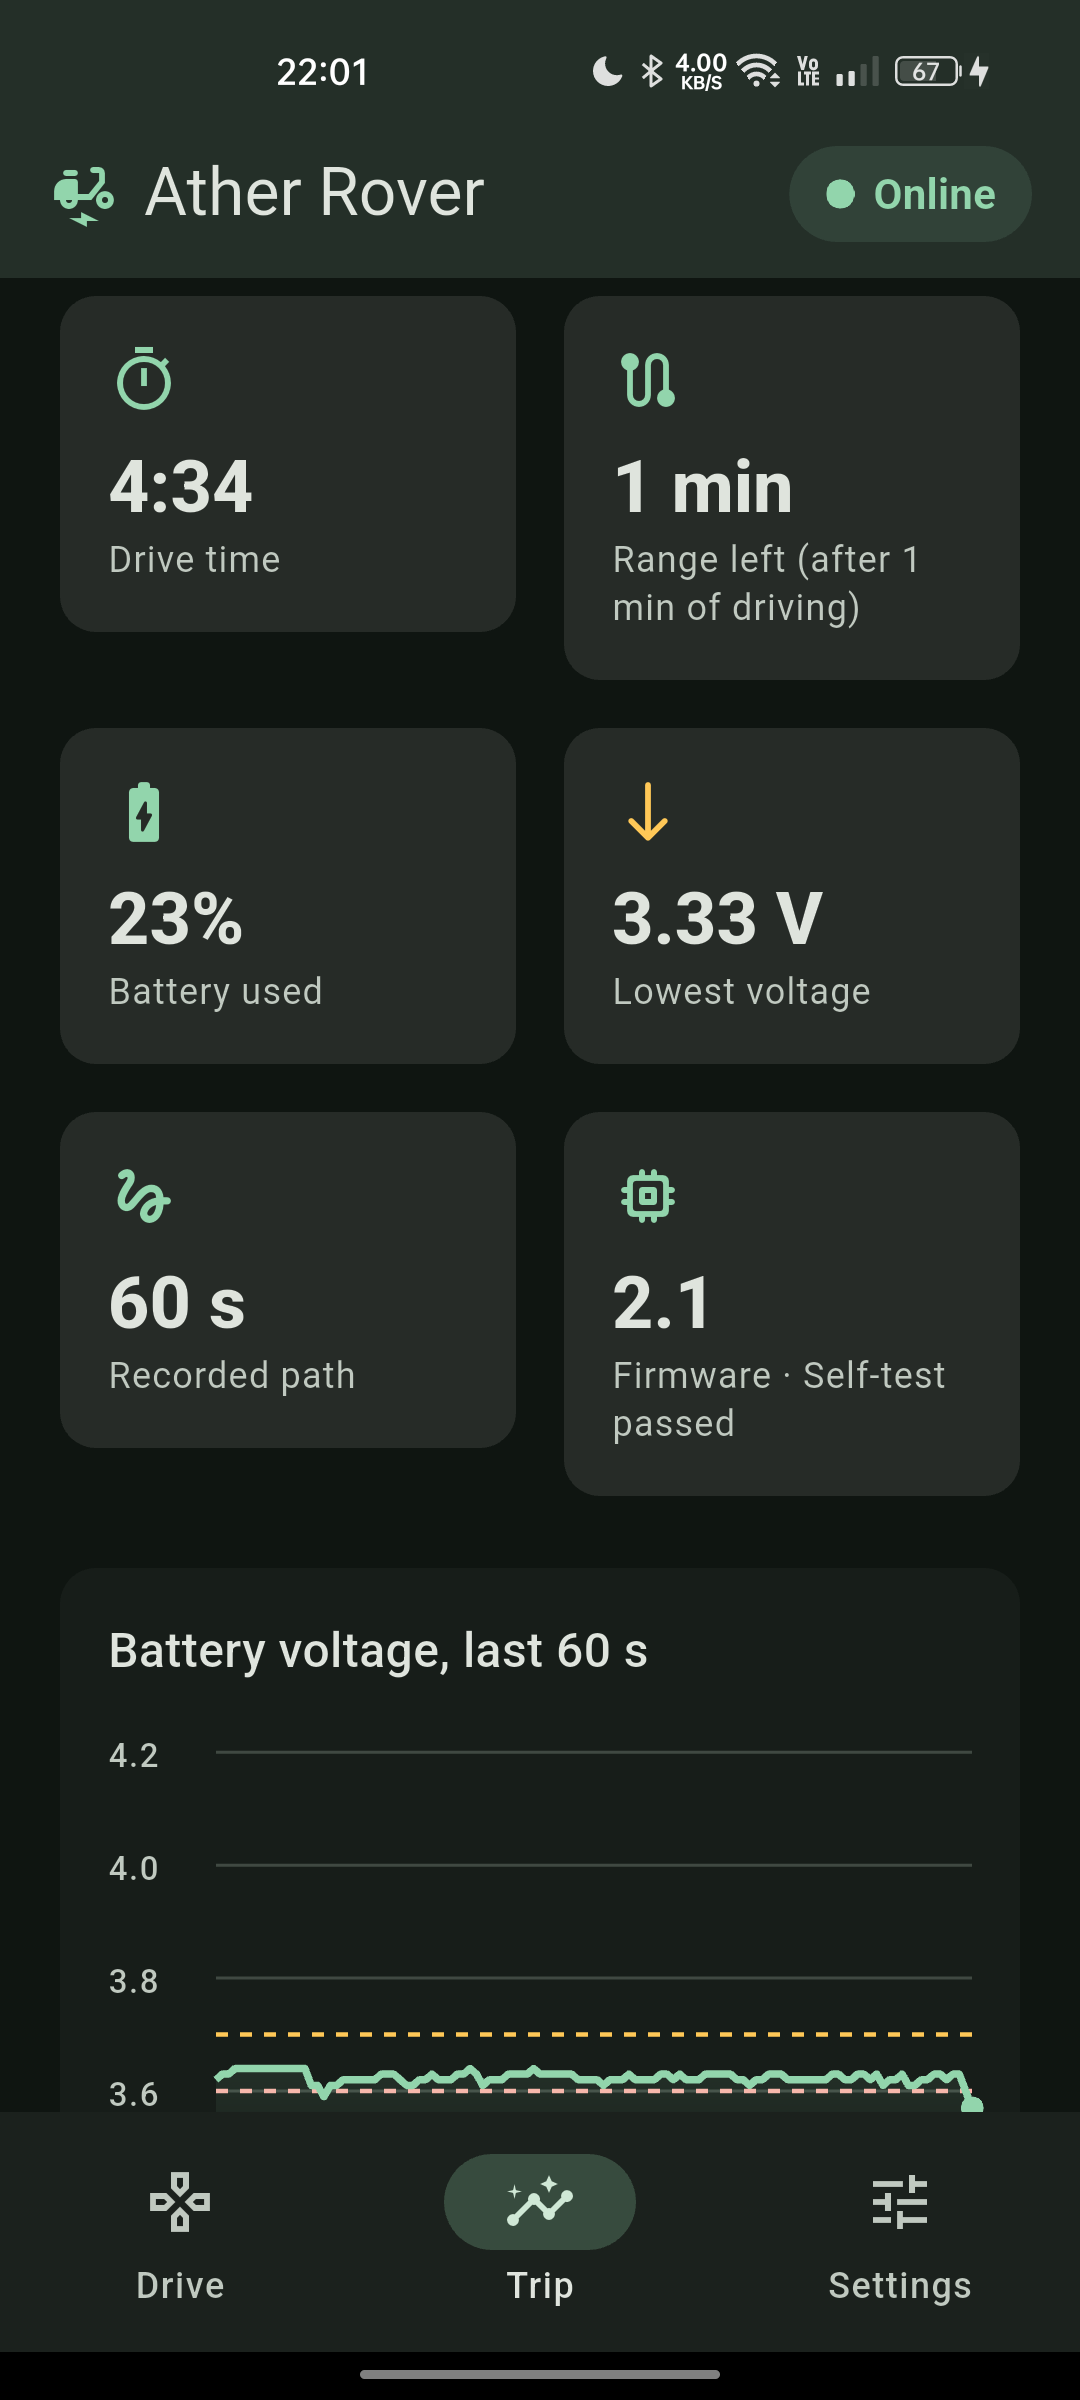 22:01
4.00
KB/S
Vo
LTE
67
Ather Rover
Online
4:34
Drive time
1 min
Range left (after 1
min of driving)
23%
Battery used
3.33 V
Lowest voltage
60 s
Recorded path
2.1
Firmware · Self-test
passed
Battery voltage, last 60 s
4.2
4.0
3.8
3.6
Drive
Trip
Settings